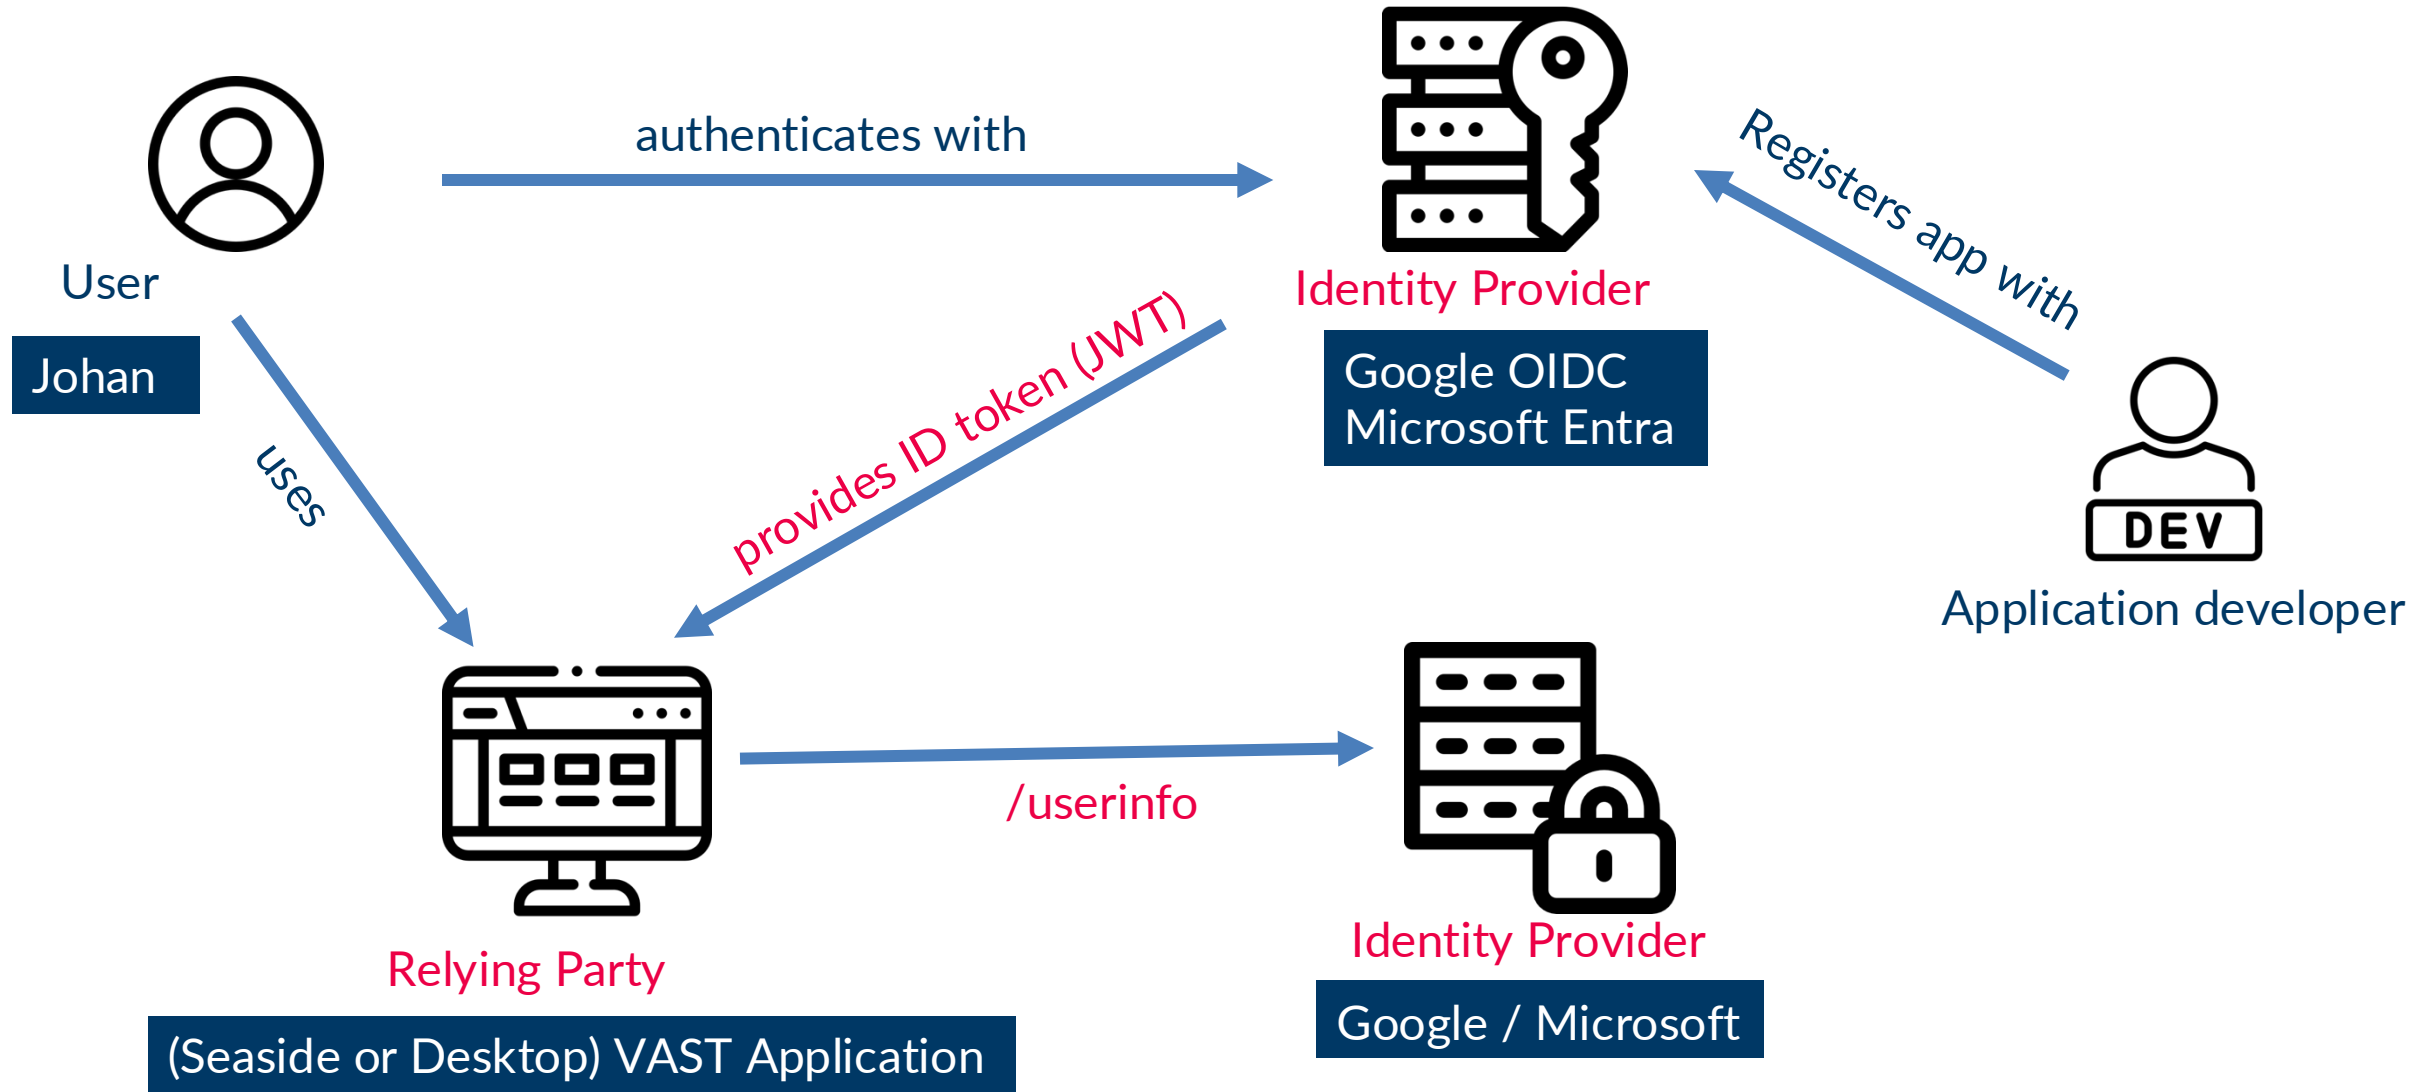 authenticates with
Registers app with
User
Johan
Identity Provider
Google OIDC
Microsoft Entra
provides ID token (JWT)
uses
DEV
Application developer
/userinfo
Relying Party
(Seaside or Desktop) VAST Application
Identity Provider
Google / Microsoft